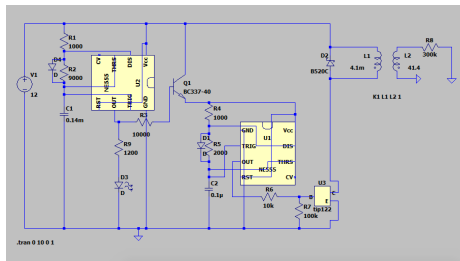 R1
1000
D4
D
R2
9000
CV
DIS
Vcc
THRS
NE555
U2
RST
OUT
TRIG
GND
V1
12
C1
0.14m
R3
10000
R9
1200
D3
D
Q1
BC337-40
R4
1000
D1
D
R5
2000
C2
0.1µ
GND
Vcc
U1
TRIG
DIS
OUT
THRS
NE555
RST
CV
R6
10k
R7
100k
U3
B
C
E
tip122
D2
B520C
L1
4.1m
L2
41.4
R8
300k
K1 L1 L2 1
.tran 0 10 0 1